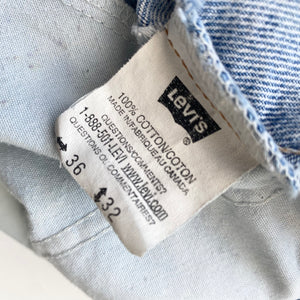 Levi's
100% COTTON/COTON
MADE IN/FABRIQUE AU CANADA
QUESTIONS/COMMENTS?
1-888-501-LEVI www.levi.com
QUESTIONS OU COMMENTAIRES?
36 32